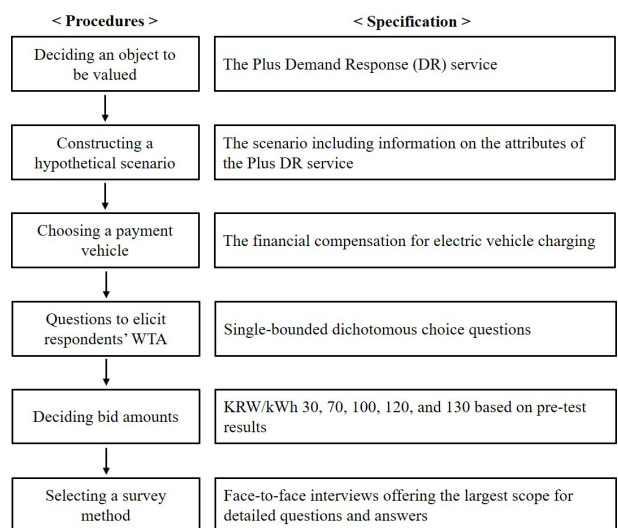 < Procedures >
< Specification >
Deciding an object to
be valued
The Plus Demand Response (DR) service
Constructing a
hypothetical scenario
The scenario including information on the attributes of
the Plus DR service
Choosing a payment
vehicle
The financial compensation for electric vehicle charging
Questions to elicit
respondents' WTA
Single-bounded dichotomous choice questions
Deciding bid amounts
KRW/kWh 30, 70, 100, 120, and 130 based on pre-test
results
Selecting a survey
method
Face-to-face interviews offering the largest scope for
detailed questions and answers